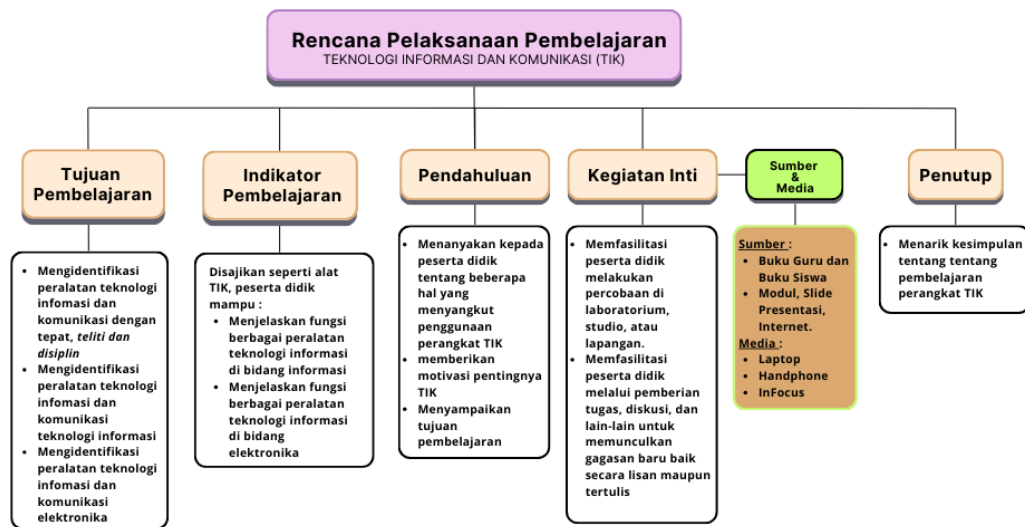 Rencana Pelaksanaan Pembelajaran
TEKNOLOGI INFORMASI DAN KOMUNIKASI (TIK)
Tujuan
Pembelajaran
• Mengidentifikasi
peralatan teknologi
infomasi dan
komunikasi dengan
tepat, teliti dan
disiplin
• Mengidentifikasi
peralatan teknologi
infomasi dan
komunikasi
teknologi informasi
• Mengidentifikasi
peralatan teknologi
infomasi dan
komunikasi
elektronika
Indikator
Pembelajaran
Disajikan seperti alat
TIK, peserta didik
mampu :
• Menjelaskan fungsi
berbagai peralatan
teknologi informasi
di bidang informasi
• Menjelaskan fungsi
berbagai peralatan
teknologi informasi
di bidang
elektronika
Pendahuluan
• Menanyakan kepada
peserta didik
tentang beberapa
hal yang
menyangkut
penggunaan
perangkat TIK
• memberikan
motivasi pentingnya
TIK
• Menyampaikan
tujuan
pembelajaran
Kegiatan Inti
• Memfasilitasi
peserta didik
melakukan
percobaan di
laboratorium,
studio, atau
lapangan.
• Memfasilitasi
peserta didik
melalui pemberian
tugas, diskusi, dan
lain-lain untuk
memunculkan
gagasan baru baik
secara lisan maupun
tertulis
Sumber
&
Media
Sumber :
• Buku Guru dan
Buku Siswa
• Modul, Slide
Presentasi,
Internet.
Media :
• Laptop
• Handphone
• InFocus
Penutup
• Menarik kesimpulan
tentang tentang
pembelajaran
perangkat TIK